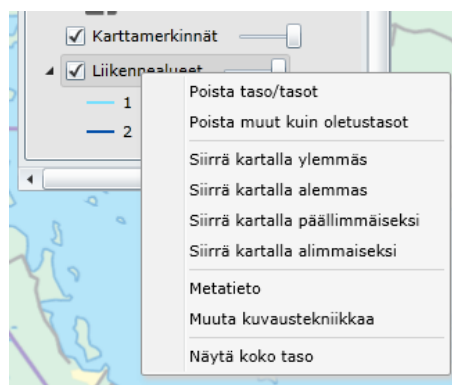 Karttamerkinnät
Liikennealueet
1
2
Poista taso/tasot
Poista muut kuin oletustasot
Siirrä kartalla ylemmäs
Siirrä kartalla alemmas
Siirrä kartalla päällimmäiseksi
Siirrä kartalla alimmaiseksi
Metatieto
Muuta kuvaustekniikkaa
Näytä koko taso